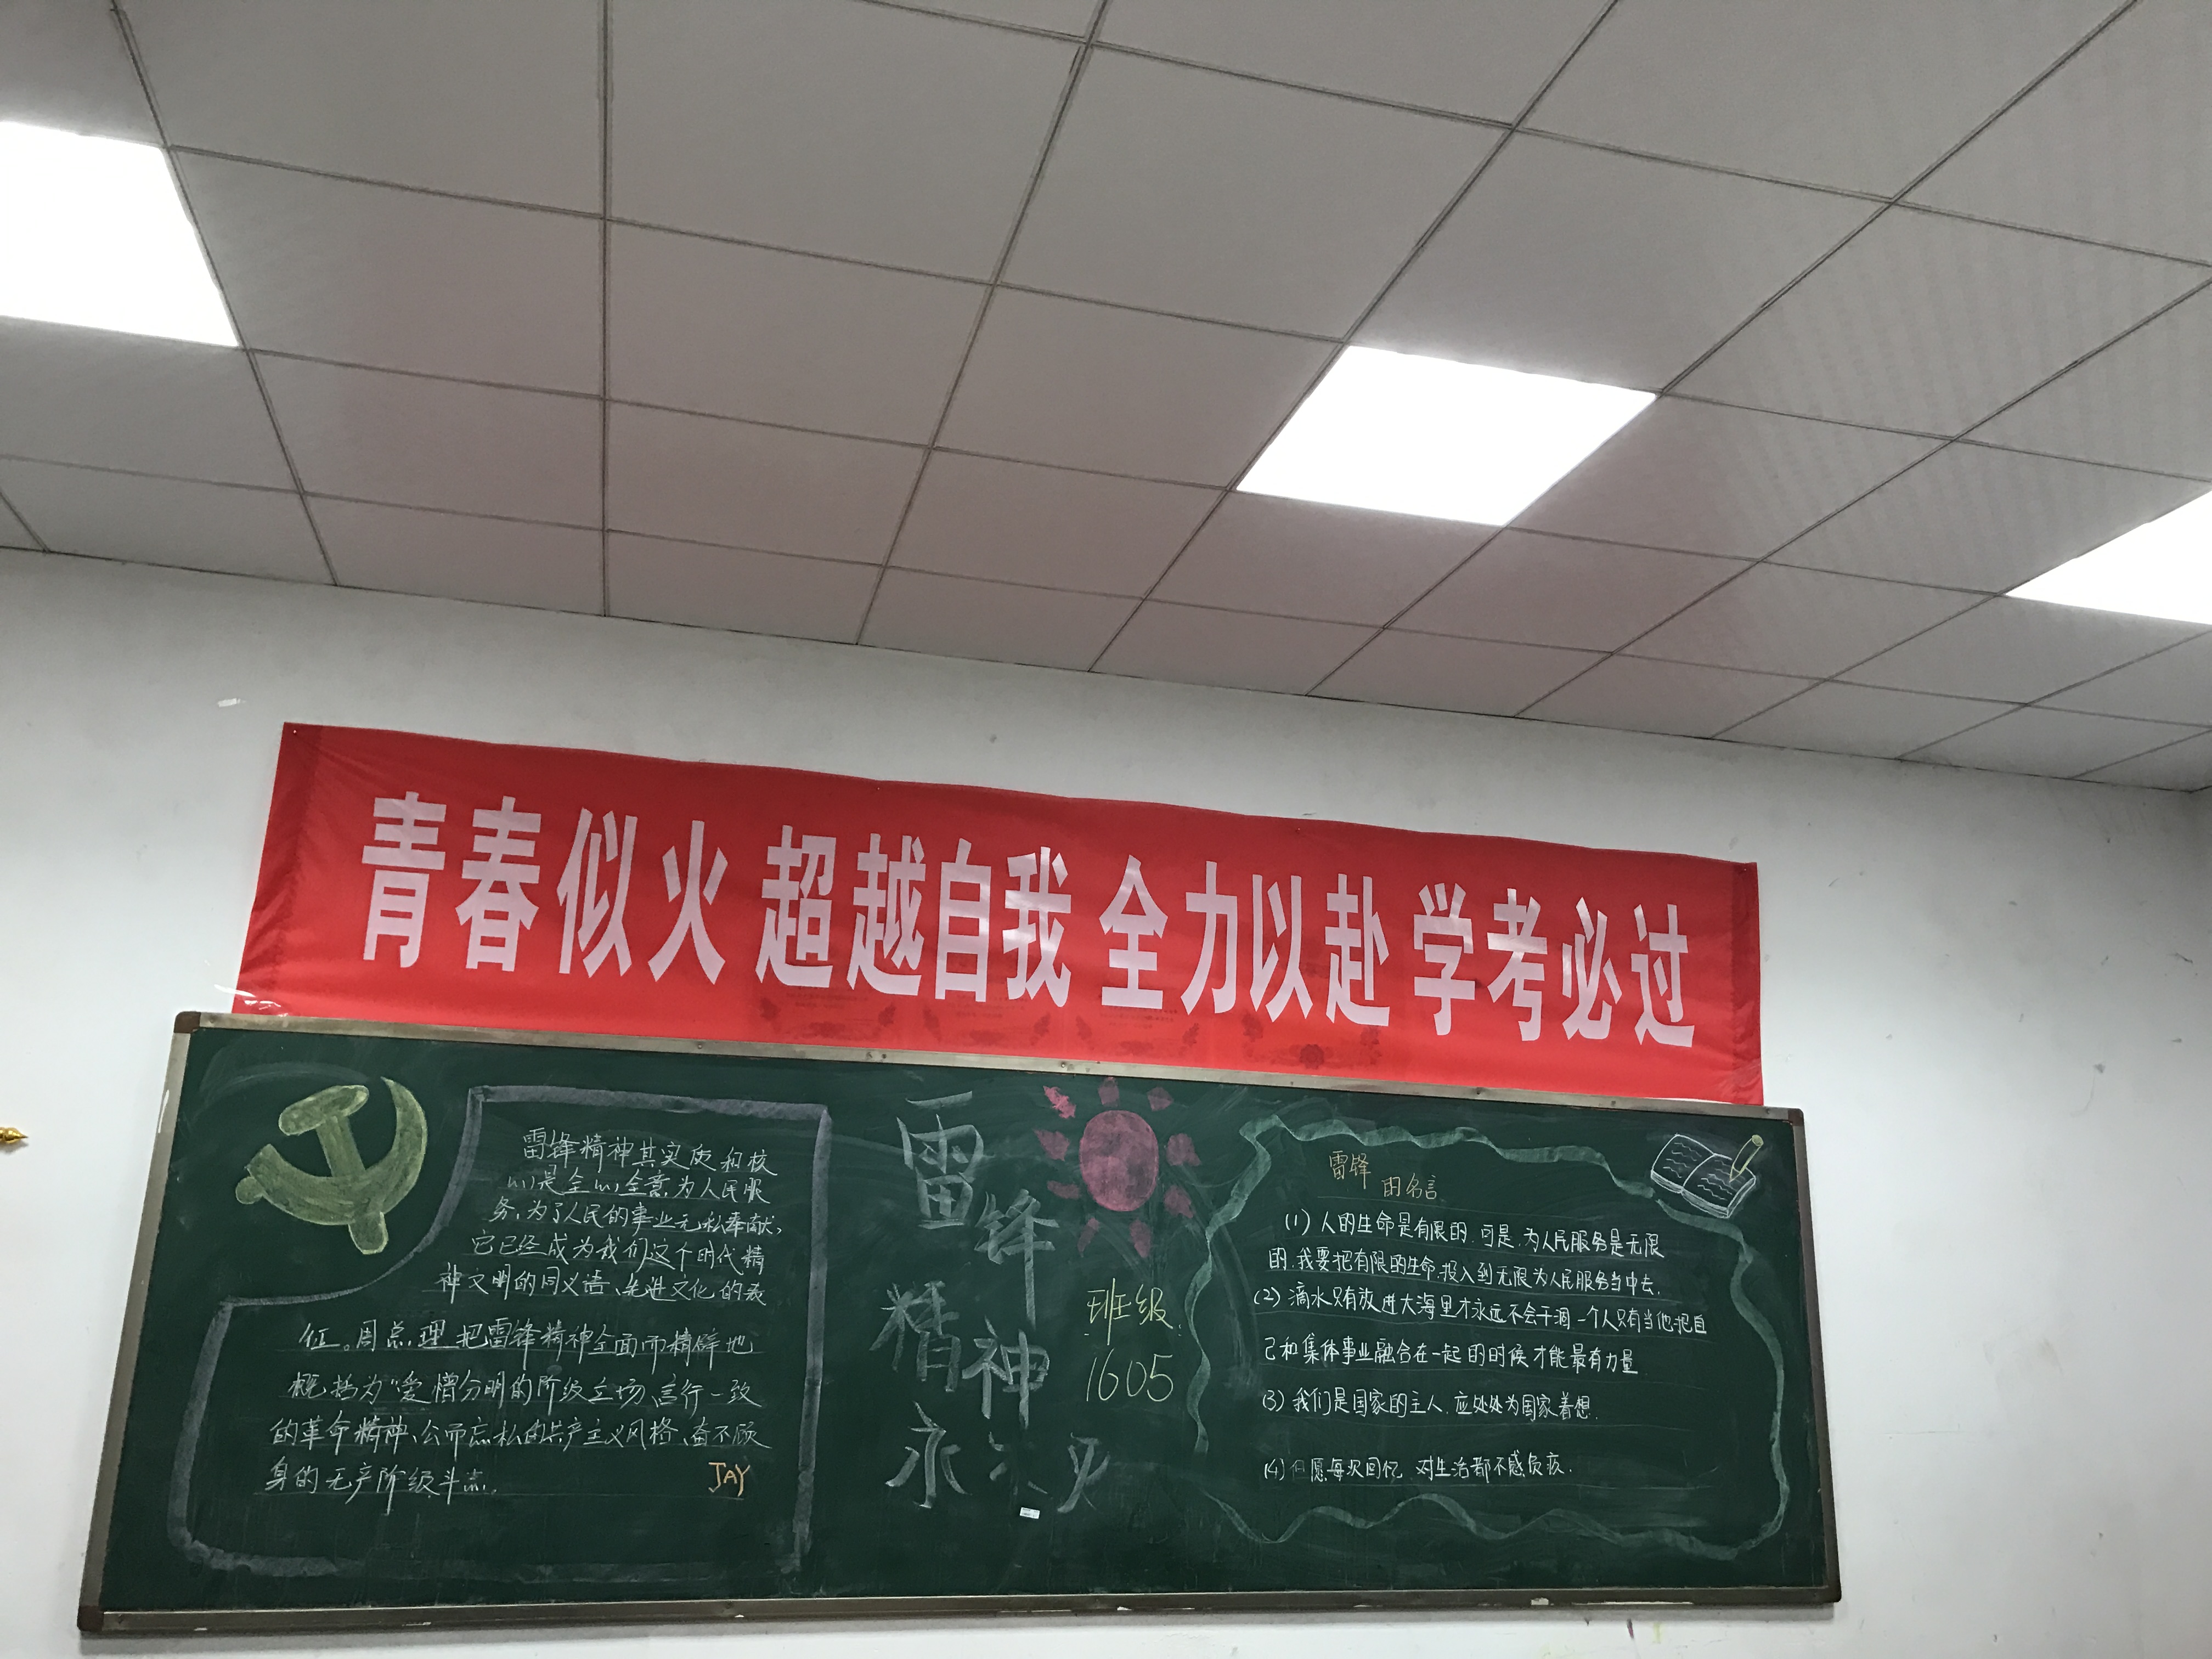 青春似火 超越自我 全力以赴 学考必过
雷锋精神其实质和核
心是全心全意为人民服
务,为了人民的事业无私奉献,
它已经成为我们这个时代精
神文明的同义语、先进文化的表
征。周总理把雷锋精神全面而精辟地
概括为“爱憎分明的阶级立场、言行一致
的革命精神、公而忘私的共产主义风格、奋不顾
身的无产阶级斗志.
JAY
雷锋
精神
永不灭
班级:
1605
雷锋的名言
(1) 人的生命是有限的.可是.为人民服务是无限
的.我要把有限的生命.投入到无限为人民服务当中去.
(2) 滴水只有放进大海里才永远不会干涸 一个人只有当他把自
己和集体事业融合在一起的时候才能最有力量
(3) 我们是国家的主人.应处处为国家着想.
(4) 但愿每次回忆.对生活都不感负疚.